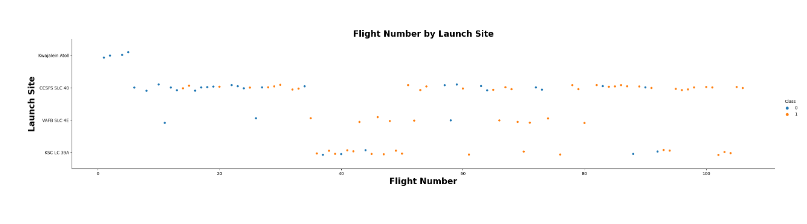 Flight Number by Launch Site
Launch Site
Kwajalein Atoll
CCSFS SLC 40
VAFB SLC 4E
KSC LC 39A
0
20
40
60
80
100
Flight Number
Class
0
1